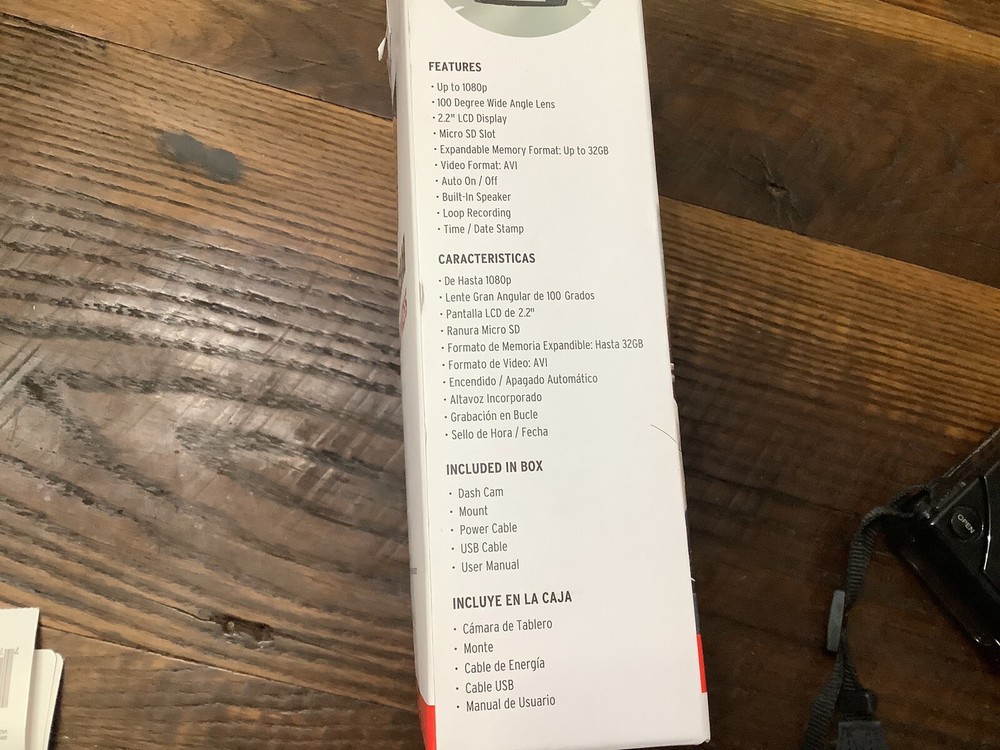 FEATURES
• Up to 1080p
• 100 Degree Wide Angle Lens
• 2.2" LCD Display
• Micro SD Slot
• Expandable Memory Format: Up to 32GB
• Video Format: AVI
• Auto On / Off
• Built-In Speaker
• Loop Recording
• Time / Date Stamp
CARACTERISTICAS
• De Hasta 1080p
• Lente Gran Angular de 100 Grados
• Pantalla LCD de 2.2"
• Ranura Micro SD
• Formato de Memoria Expandible: Hasta 32GB
• Formato de Video: AVI
• Encendido / Apagado Automático
• Altavoz Incorporado
• Grabación en Bucle
• Sello de Hora / Fecha
INCLUDED IN BOX
• Dash Cam
• Mount
• Power Cable
• USB Cable
• User Manual
INCLUYE EN LA CAJA
• Cámara de Tablero
• Monte
• Cable de Energía
• Cable USB
• Manual de Usuario
OPEN